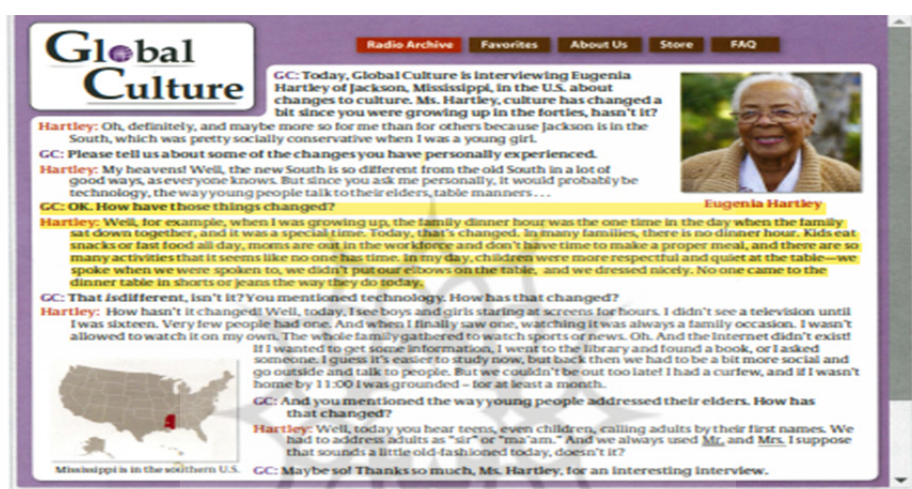 Global
Culture
Radio Archive Favorites About Us Store FAQ
GC: Today, Global Culture is interviewing Eugenia
Hartley of Jackson, Mississippi, in the U.S. about
changes to culture. Ms. Hartley, culture has changed a
bit since you were growing up in the forties, hasn't it?
Hartley: Oh, definitely, and maybe more so for me than for others because Jackson is in the
South, which was pretty socially conservative when I was a young girl.
GC: Please tell us about some of the changes you have personally experienced.
Hartley: My heavens! Well, the new South is so different from the old South in a lot of
good ways, as everyone knows. But since you ask me personally, it would probably be
technology, the way young people talk to their elders, table manners . . .
GC: OK. How have those things changed?
Eugenia Hartley
Hartley: Well, for example, when I was growing up, the family dinner hour was the one time in the day when the family
sat down together, and it was a special time. Today, that's changed. In many families, there is no dinner hour. Kids eat
snacks or fast food all day, moms are out in the workforce and don't have time to make a proper meal, and there are so
many activities that it seems like no one has time. In my day, children were more respectful and quiet at the table—we
spoke when we were spoken to, we didn't put our elbows on the table, and we dressed nicely. No one came to the
dinner table in shorts or jeans the way they do today.
GC: That is different, isn't it? You mentioned technology. How has that changed?
Hartley: How hasn't it changed! Well, today, I see boys and girls staring at screens for hours. I didn't see a television until
I was sixteen. Very few people had one. And when I finally saw one, watching it was always a family occasion. I wasn't
allowed to watch it on my own. The whole family gathered to watch sports or news. Oh. And the Internet didn't exist!
If I wanted to get some information, I went to the library and found a book, or I asked
someone. I guess it's easier to study now, but back then we had to be a bit more social and
go outside and talk to people. But we couldn't be out too late! I had a curfew, and if I wasn't
home by 11:00 I was grounded – for at least a month.
GC: And you mentioned the way young people addressed their elders. How has
that changed?
Hartley: Well, today you hear teens, even children, calling adults by their first names. We
had to address adults as "sir" or "ma'am." And we always used Mr. and Mrs. I suppose
that sounds a little old-fashioned today, doesn't it?
Mississippi is in the southern U.S.
GC: Maybe so! Thanks so much, Ms. Hartley, for an interesting interview.